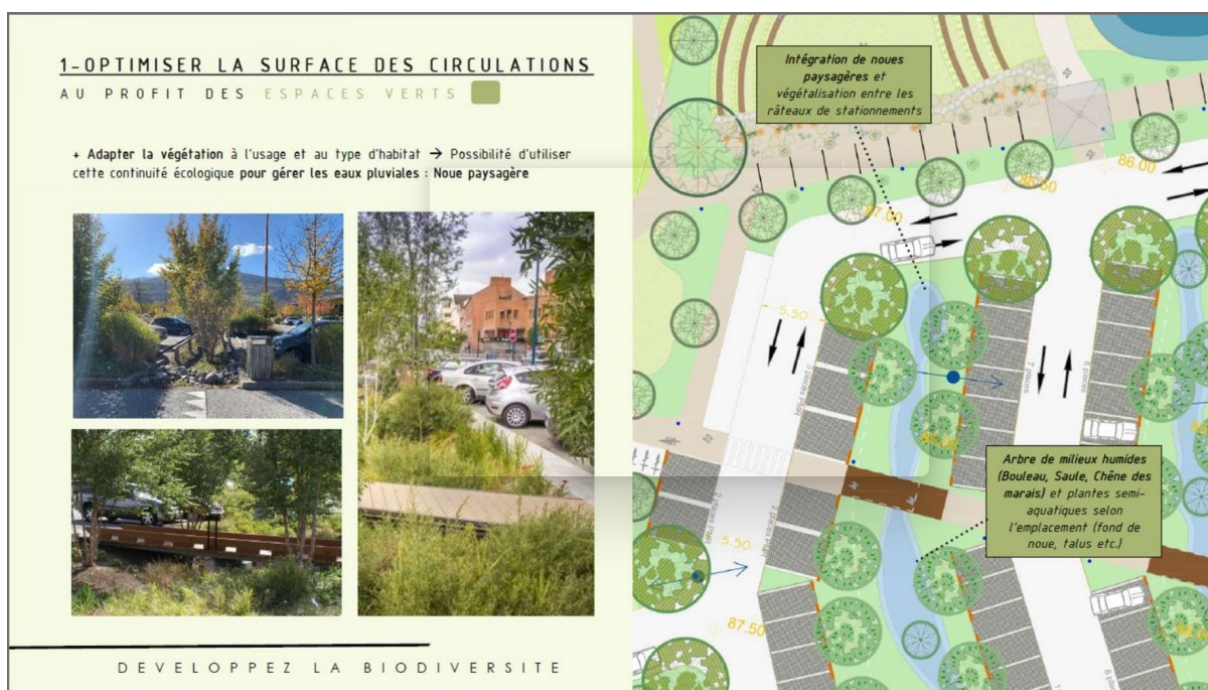 1-OPTIMISER LA SURFACE DES CIRCULATIONS
AU PROFIT DES ESPACES VERTS
+ Adapter la végétation à l'usage et au type d'habitat → Possibilité d'utiliser
cette continuité écologique pour gérer les eaux pluviales : Noue paysagère
DEVELOPPEZ LA BIODIVERSITE
Intégration de noues
paysagères et
végétalisation entre les
râteaux de stationnements
86.00
86.50
87.00
5.50
7 places
8 places
Arbre de milieux humides
(Bouleau, Saule, Chêne des
marais) et plantes semi-
aquatiques selon
l'emplacement (fond de
noue, talus etc.)
5.50
87.50